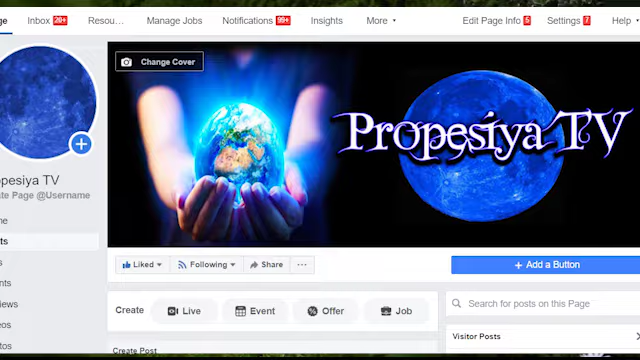 Inbox 20+
Resou...
Manage Jobs
Notifications 99+
Insights
More
Edit Page Info 5
Settings 7
Help
Change Cover
Propesiya TV
Liked
Following
Share
...
+ Add a Button
TV
@Username
Create
Live
Event
Offer
Job
Search for posts on this Page
Create Post
Visitor Posts